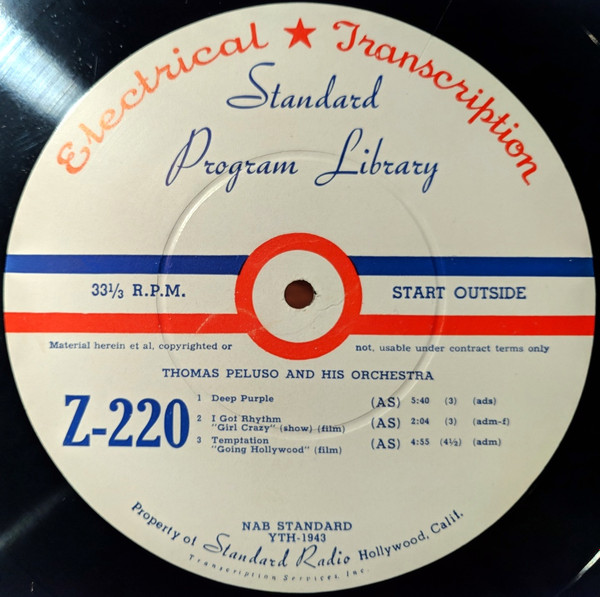 Electrical ★ Transcription
Standard
Program Library
33⅓ R.P.M. START OUTSIDE
Material herein et al, copyrighted or not, usable under contract terms only
THOMAS PELUSO AND HIS ORCHESTRA
Z-220
1 Deep Purple (AS) 5:40 (3) (ads)
2 I Got Rhythm (AS) 2:04 (3) (adm-f)
"Girl Crazy" (show) (film)
3 Temptation (AS) 4:55 (4½) (adm)
"Going Hollywood" (film)
NAB STANDARD
YTH-1943
Property of Standard Radio Hollywood, Calif.
Transcription Services, Inc.